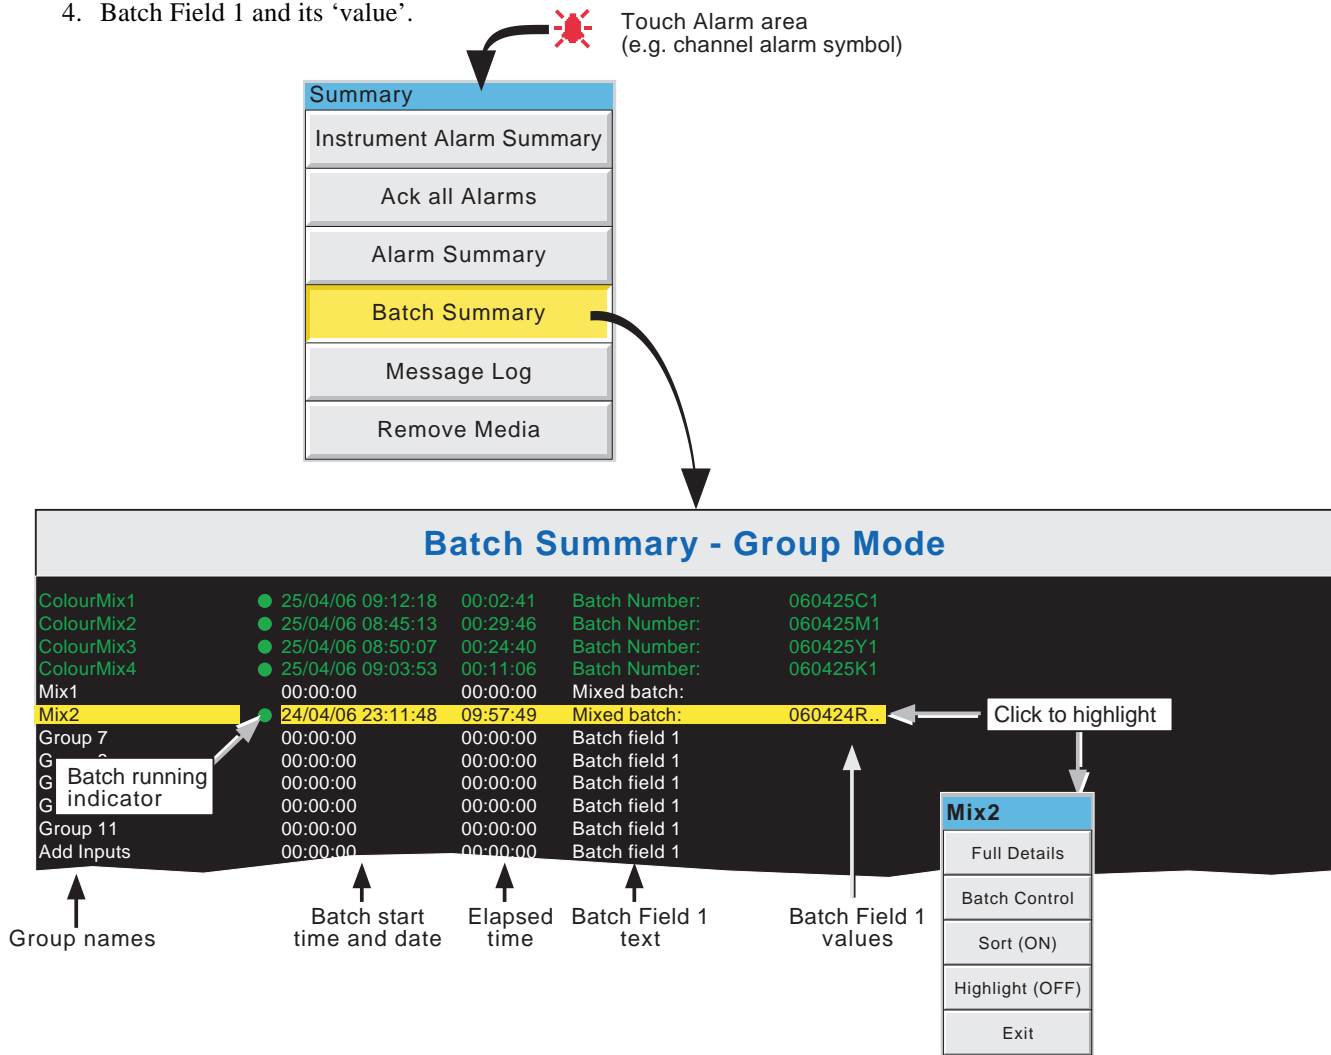 4. Batch Field 1 and its ‘value’.
Touch Alarm area
(e.g. channel alarm symbol)
Summary
Instrument Alarm Summary
Ack all Alarms
Alarm Summary
Batch Summary
Message Log
Remove Media
Batch Summary - Group Mode
ColourMix1 25/04/06 09:12:18 00:02:41 Batch Number: 060425C1
ColourMix2 25/04/06 08:45:13 00:29:46 Batch Number: 060425M1
ColourMix3 25/04/06 08:50:07 00:24:40 Batch Number: 060425Y1
ColourMix4 25/04/06 09:03:53 00:11:06 Batch Number: 060425K1
Mix1 00:00:00 00:00:00 Mixed batch:
Mix2 24/04/06 23:11:48 09:57:49 Mixed batch: 060424R..
Click to highlight
Group 7 00:00:00 00:00:00 Batch field 1
00:00:00 00:00:00 Batch field 1
00:00:00 00:00:00 Batch field 1
00:00:00 00:00:00 Batch field 1
Batch running
indicator
Group 11 00:00:00 00:00:00 Batch field 1
Add Inputs 00:00:00 00:00:00 Batch field 1
Mix2
Full Details
Batch Control
Sort (ON)
Highlight (OFF)
Exit
Group names
Batch start
time and date
Elapsed
time
Batch Field 1
text
Batch Field 1
values